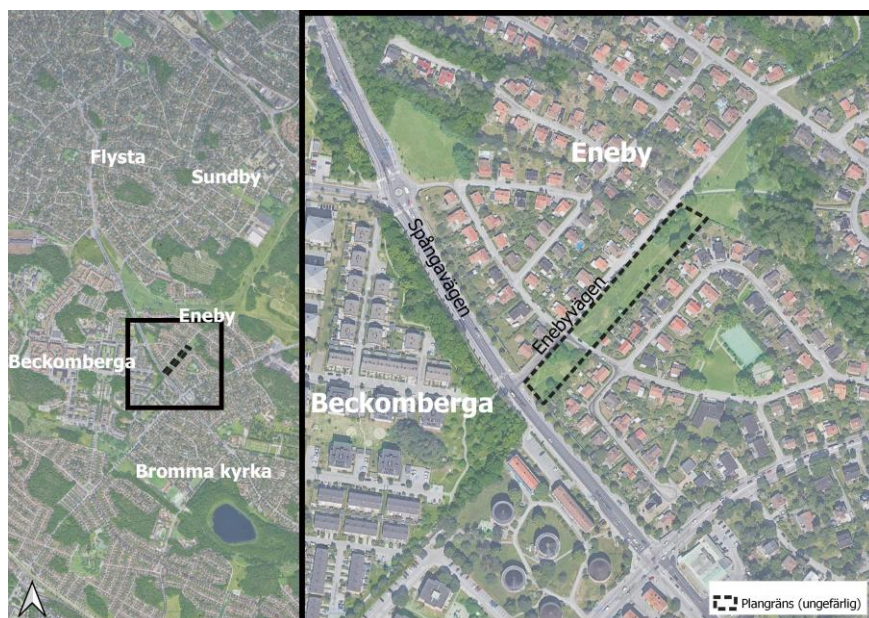 Flysta
Sundby
Eneby
Beckomberga
Bromma kyrka
Eneby
Spångavägen
Enebyvägen
Beckomberga
Plangräns (ungefärlig)